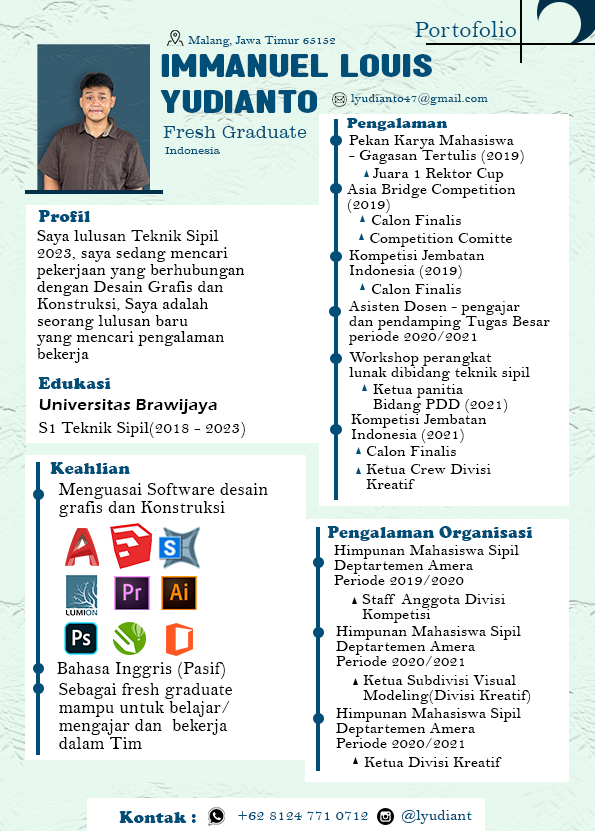 Portofolio
Malang, Jawa Timur 65152
IMMANUEL LOUIS
YUDIANTO
lyudianto47@gmail.com
Fresh Graduate
Indonesia
Profil
Saya lulusan Teknik Sipil
2023, saya sedang mencari
pekerjaan yang berhubungan
dengan Desain Grafis dan
Konstruksi, Saya adalah
seorang lulusan baru
yang mencari pengalaman
bekerja
Edukasi
Universitas Brawijaya
S1 Teknik Sipil(2018 - 2023)
Keahlian
Menguasai Software desain
grafis dan Konstruksi
S
LUMION
Pr
Ai
Ps
Bahasa Inggris (Pasif)
Sebagai fresh graduate
mampu untuk belajar/
mengajar dan bekerja
dalam Tim
Pengalaman
Pekan Karya Mahasiswa
- Gagasan Tertulis (2019)
Juara 1 Rektor Cup
Asia Bridge Competition
(2019)
Calon Finalis
Competition Comitte
Kompetisi Jembatan
Indonesia (2019)
Calon Finalis
Asisten Dosen - pengajar
dan pendamping Tugas Besar
periode 2020/2021
Workshop perangkat
lunak dibidang teknik sipil
Ketua panitia
Bidang PDD (2021)
Kompetisi Jembatan
Indonesia (2021)
Calon Finalis
Ketua Crew Divisi
Kreatif
Pengalaman Organisasi
Himpunan Mahasiswa Sipil
Deptartemen Amera
Periode 2019/2020
Staff Anggota Divisi
Kompetisi
Himpunan Mahasiswa Sipil
Deptartemen Amera
Periode 2020/2021
Ketua Subdivisi Visual
Modeling(Divisi Kreatif)
Himpunan Mahasiswa Sipil
Deptartemen Amera
Periode 2020/2021
Ketua Divisi Kreatif
Kontak : +62 8124 771 0712 @lyudiant